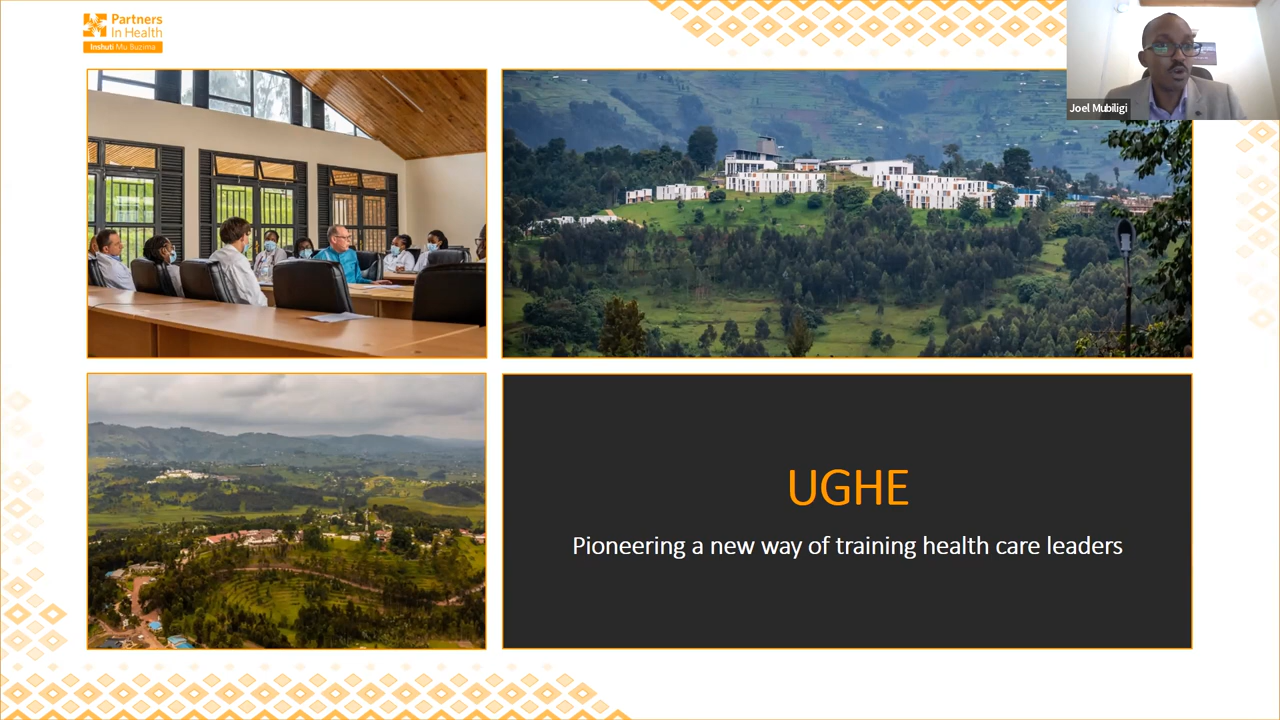 Partners
In Health
Inshuti Mu Buzima
Joel Mubiligi
UGHE
Pioneering a new way of training health care leaders